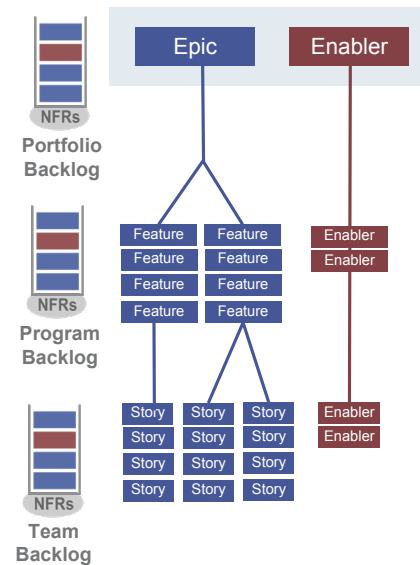 Epic
Enabler
NFRs
Portfolio
Backlog
Feature
Feature
Enabler
Feature
Feature
Enabler
Feature
Feature
Feature
Feature
NFRs
Program
Backlog
Story
Story
Story
Enabler
Story
Story
Story
Enabler
Story
Story
Story
Story
Story
Story
NFRs
Team
Backlog